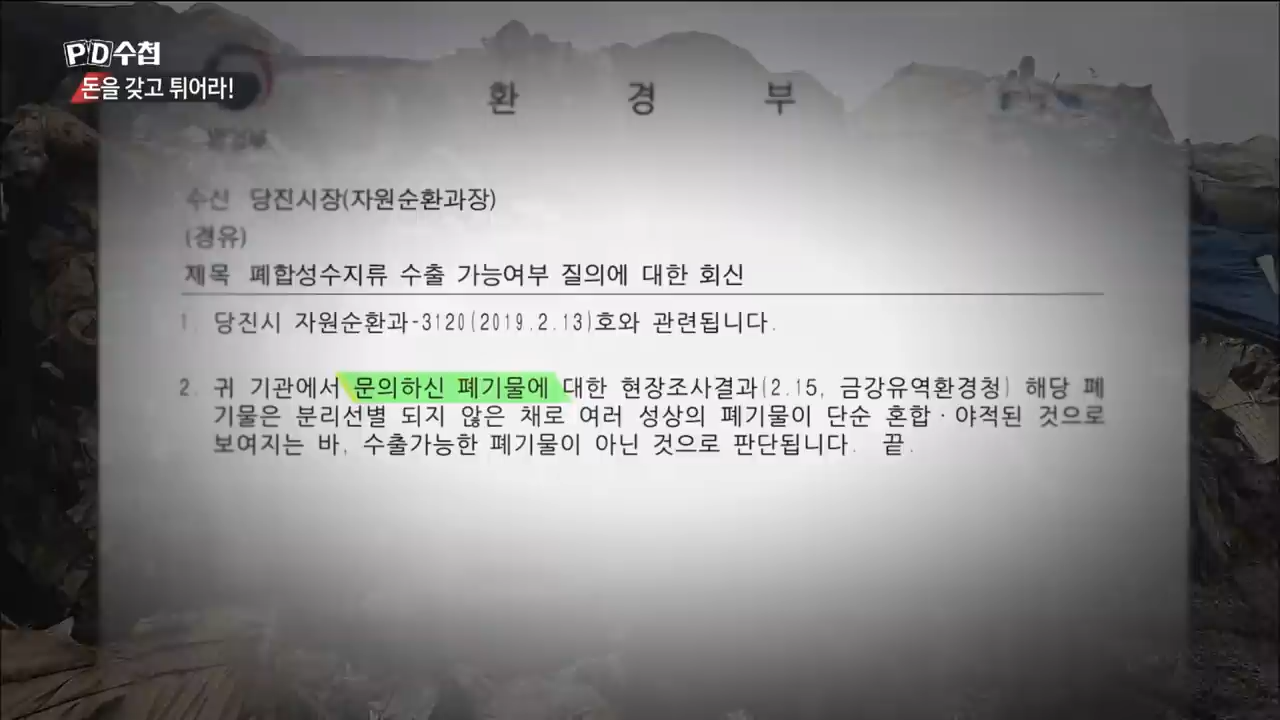 PD수첩
돈을 갖고 튀어라!
환 경 부
수신 당진시장(자원순환과장)
(경유)
제목 폐합성수지류 수출 가능여부 질의에 대한 회신
1. 당진시 자원순환과-3120(2019.2.13)호와 관련됩니다.
2. 귀 기관에서 문의하신 폐기물에 대한 현장조사결과(2.15, 금강유역환경청) 해당 폐
기물은 분리선별 되지 않은 채로 여러 성상의 폐기물이 단순 혼합·야적된 것으로
보여지는 바, 수출가능한 폐기물이 아닌 것으로 판단됩니다. 끝.